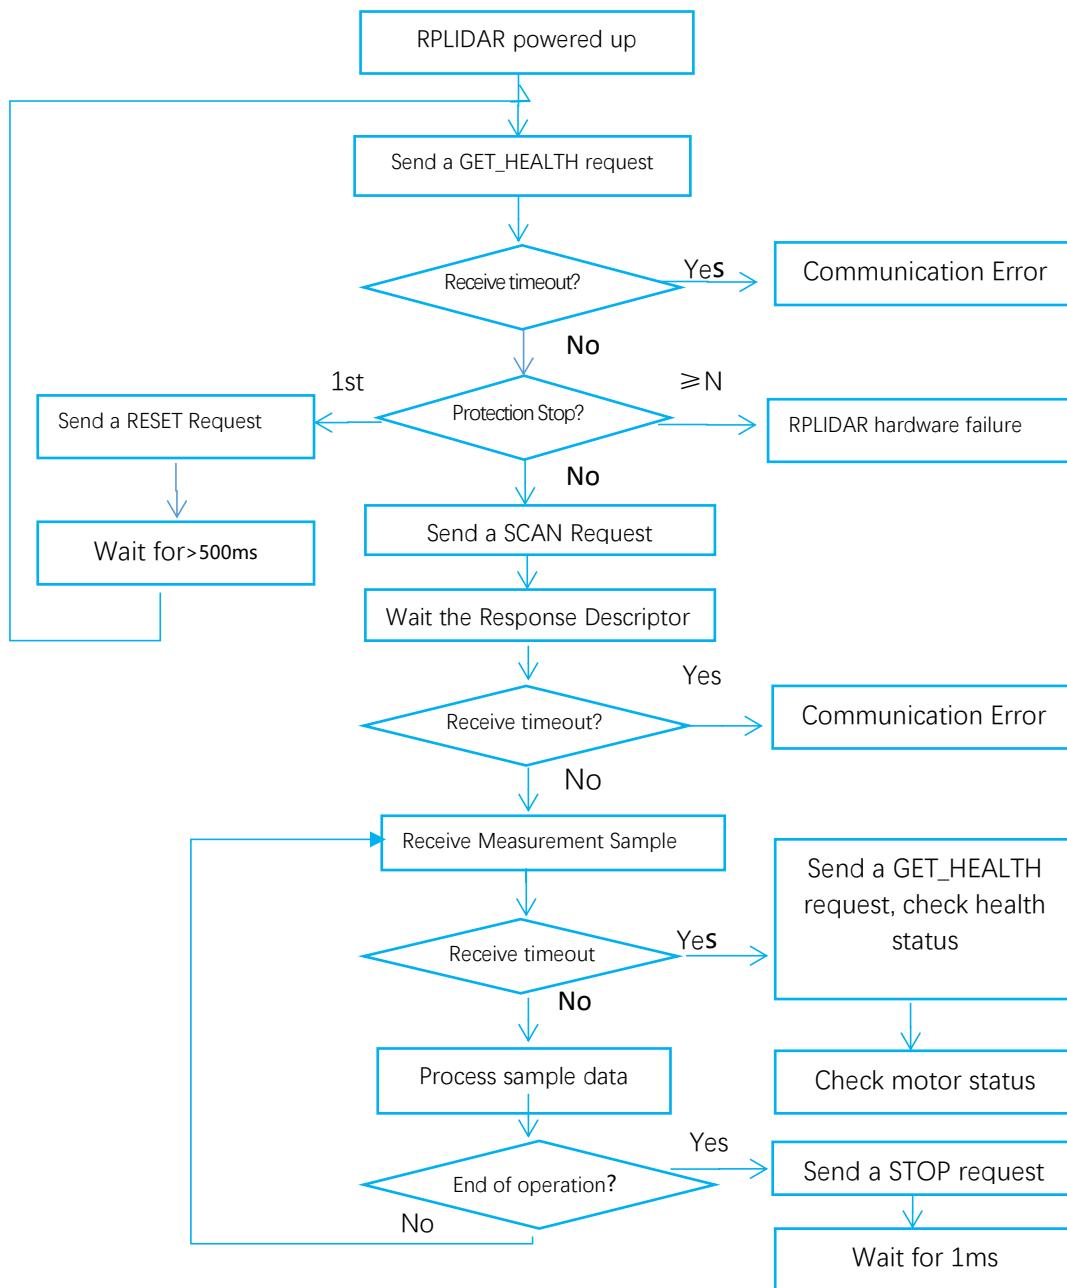 RPLIDAR powered up
Send a GET_HEALTH request
Receive timeout?
Yes
Communication Error
No
1st
≥N
Send a RESET Request
Protection Stop?
RPLIDAR hardware failure
No
Wait for>500ms
Send a SCAN Request
Wait the Response Descriptor
Yes
Receive timeout?
Communication Error
No
Receive Measurement Sample
Send a GET_HEALTH
request, check health
status
Receive timeout
Yes
No
Process sample data
Check motor status
Yes
End of operation?
Send a STOP request
No
Wait for 1ms